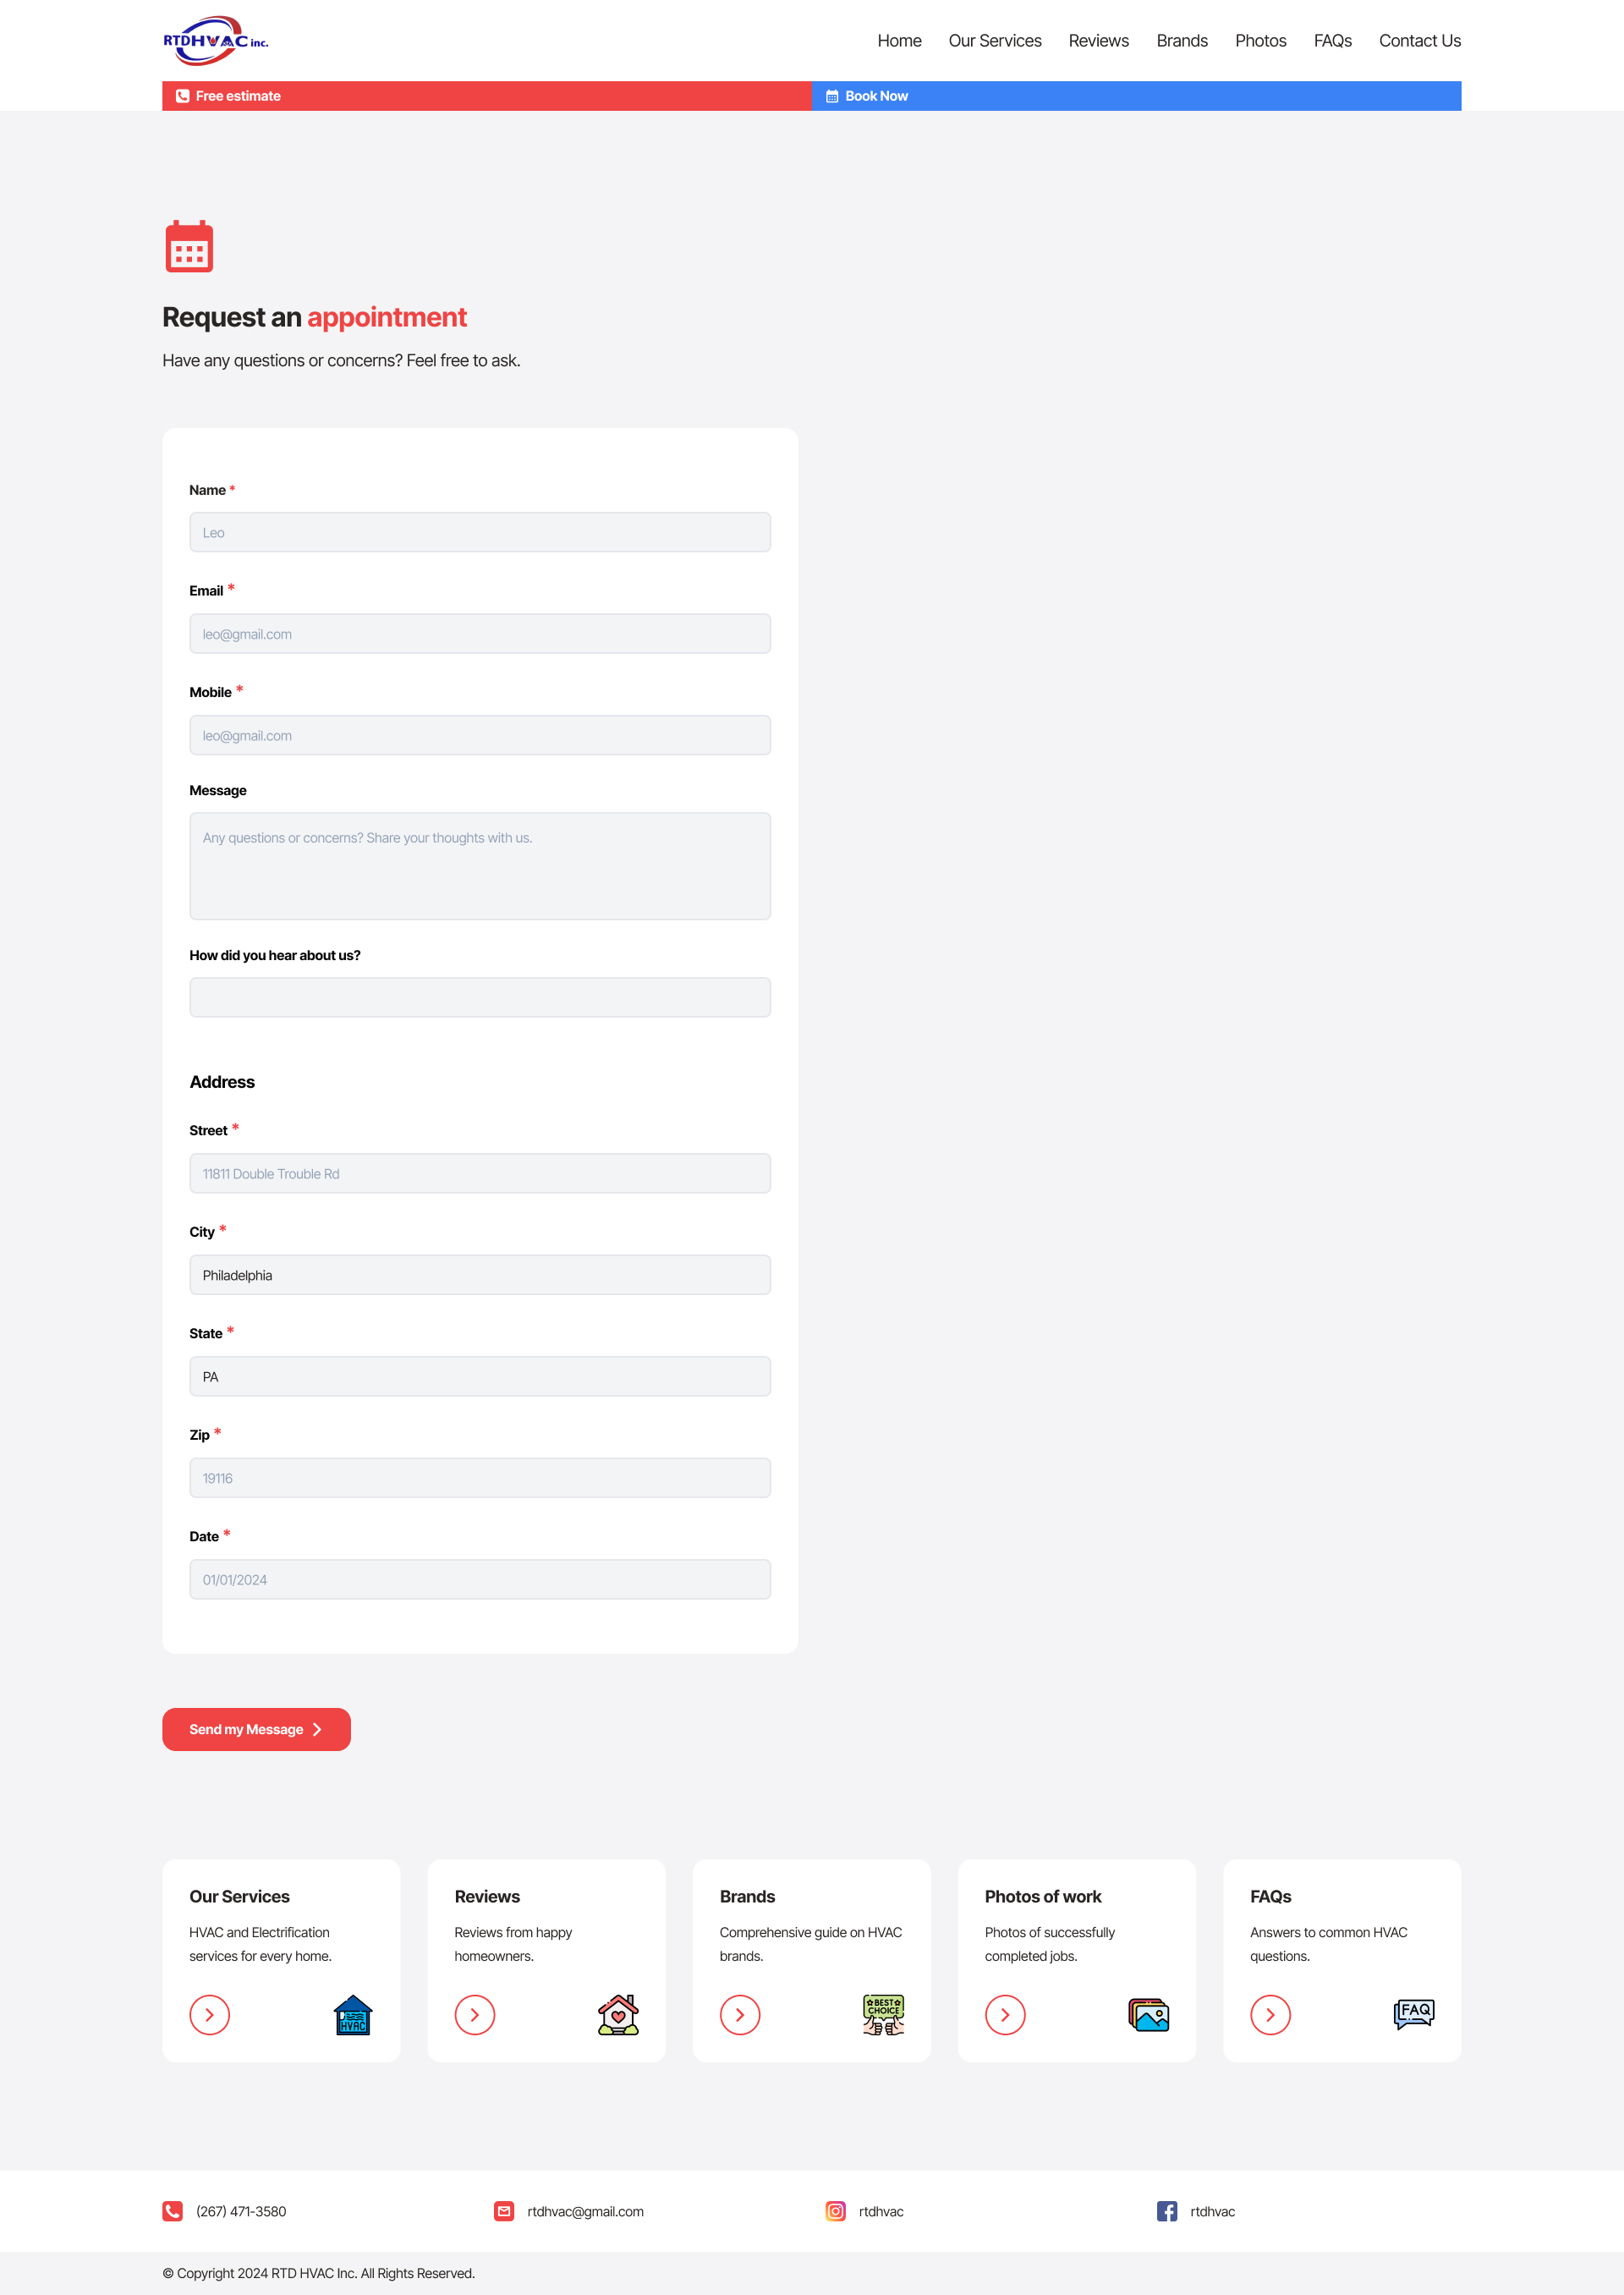 RTDHVAC inc.
Home Our Services Reviews Brands Photos FAQs Contact Us
Free estimate
Book Now
Request an appointment
Have any questions or concerns? Feel free to ask.
Name *
Leo
Email *
leo@gmail.com
Mobile *
leo@gmail.com
Message
Any questions or concerns? Share your thoughts with us.
How did you hear about us?
Address
Street *
11811 Double Trouble Rd
City *
Philadelphia
State *
PA
Zip *
19116
Date *
01/01/2024
Send my Message
Our Services
HVAC and Electrification
services for every home.
HVAC
Reviews
Reviews from happy
homeowners.
Brands
Comprehensive guide on HVAC
brands.
BEST
CHOICE
Photos of work
Photos of successfully
completed jobs.
FAQs
Answers to common HVAC
questions.
FAQ
(267) 471-3580
rtdhvac@gmail.com
rtdhvac
rtdhvac
© Copyright 2024 RTD HVAC Inc. All Rights Reserved.